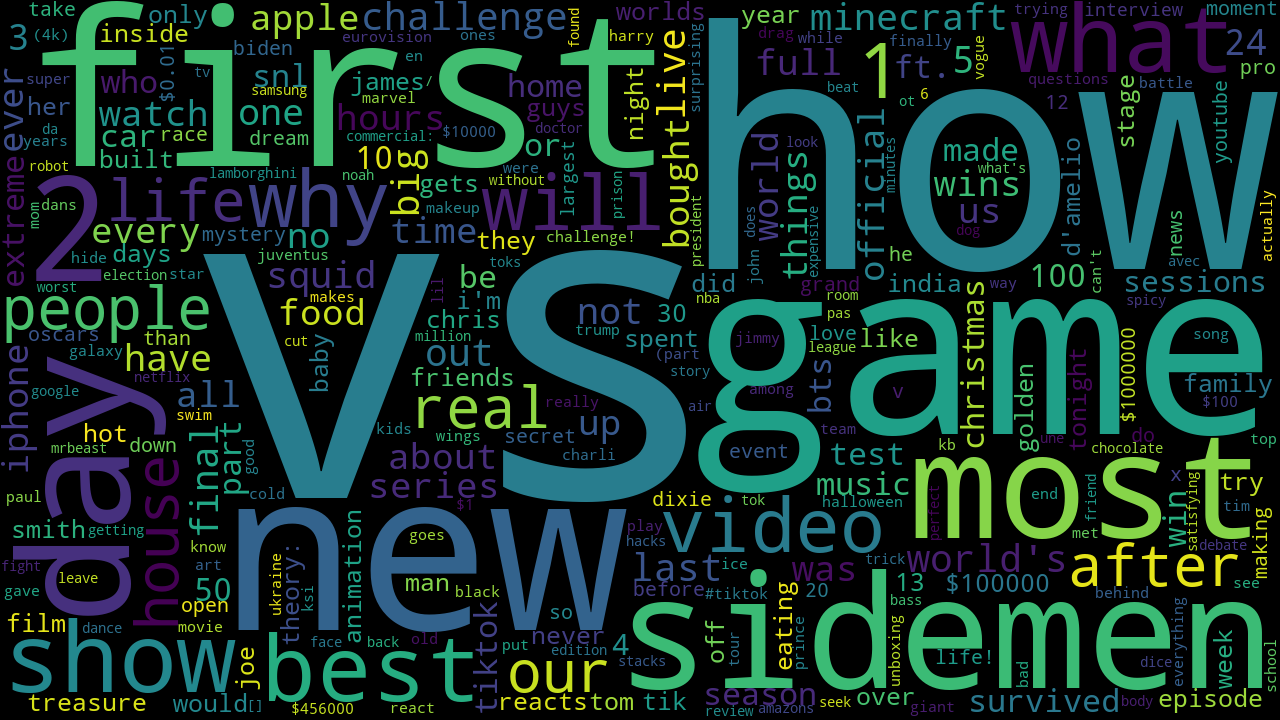 take
only
apple
challenge
worlds
year
minecraft
trying
interview
moment
first
3
(4k)
inside
$0.01
biden
eurovision
ones
found
harry
drag
while
finally
vogue
what
24
pro
super
who
tv
snl
james
/
en
home
surprising
full
1
ft.
5
questions
ever
her
watch
samsung
marvel
guys
night
live
beat
ot
6
12
battle
stage
youtube
how
da
years
car
race
one
dream
hours
$10000
doctor
commercial:
or
robot
built
10
big
noah
were
without
largest
prison
bought
president
world
look
things
official
minutes
made
what's
wins
us
dog
d'amelio
news
actually
extreme
mom
dans
2
life
lamborghini
why
gets
makeup
will
they
challenge!
john
does
expensive
he
avec
can't
every
mystery
no
time
hide
days
juventus
election
star
squid
be
toks
did
grand
india
100
way
sessions
worst
people
makes
food
i'm
lil
chris
not
30
nba
room
pas
christmas
spicy
oscars
than
cut
million
trump
spent
(part
love
league
like
song
vs
game
iphone
galaxy
have
baby
out
story
jimmy
bts
golden
tonight
$1000000
family
google
netflix
friends
air
among
v
$100
day
all
swim
real
really
up
team
une
mrbeast
hot
down
kids
wings
secret
charli
event
kb
do
chocolate
top
house
final
part
good
about
test
most
paul
cold
series
$1
dixie
tok
music
halloween
end
friend
x
win
satisfying
try
tim
smith
getting
new
play
hacks
video
perfect
met
debate
making
fight
know
art
animation
goes
last
ice
was
trick
world's
after
gave
leave
50
ukraine
theory:
ksi
man
black
before
#tiktok
20
13
bass
$100000
behind
see
film
open
movie
tiktok
so
never
4
off
tour
eating
prince
sidemen
unboxing
life!
bad
dice
everything
week
school
show
dance
joe
best
face
back
old
put
edition
stacks
our
treasure
would
[]
$456000
react
reacts
tom
tik
season
review
amazons
seek
over
giant
survived
body
episode